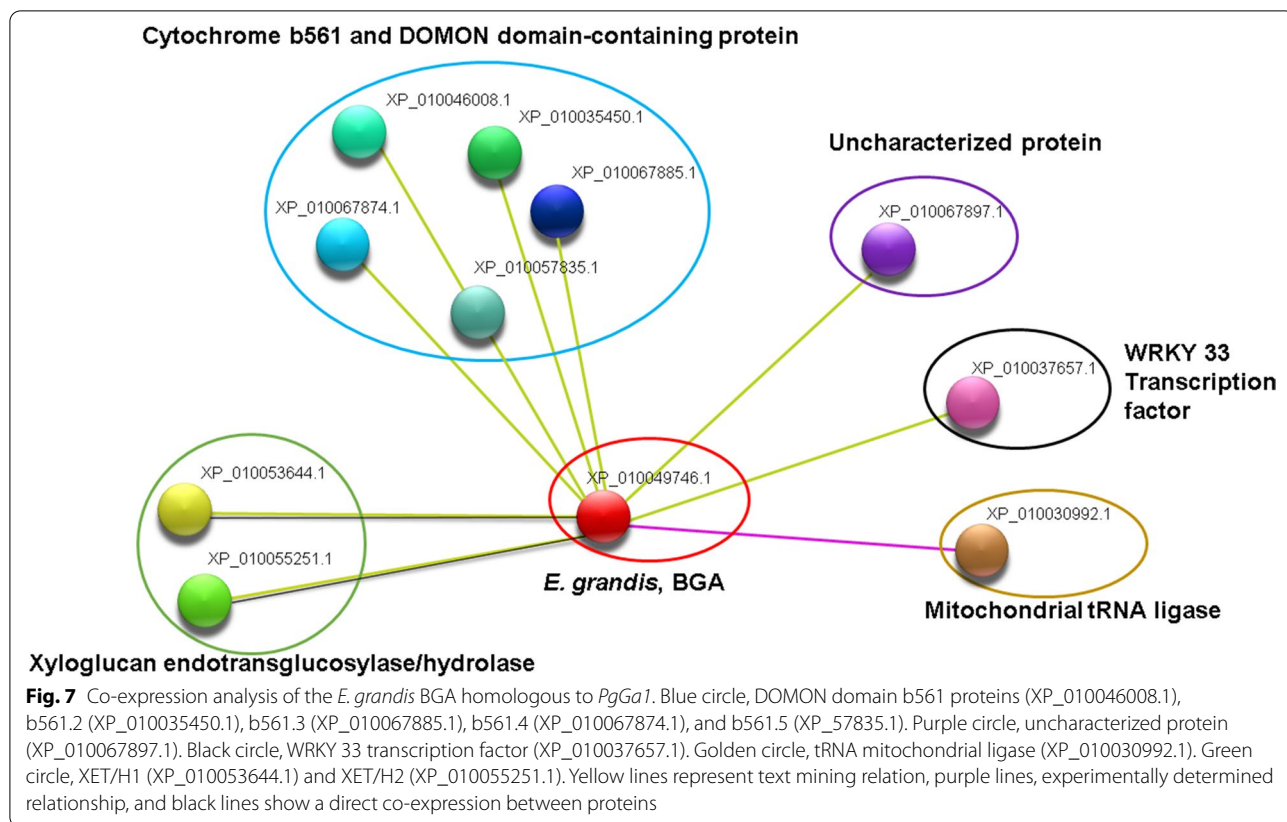 Cytochrome b561 and DOMON domain-containing protein
XP_010046008.1
XP_010035450.1
XP_010067885.1
XP_010067874.1
XP_010057835.1
Uncharacterized protein
XP_010067897.1
XP_010037657.1
WRKY 33
Transcription
factor
XP_010053644.1
XP_010055251.1
XP_010049746.1
XP_010030992.1
E. grandis, BGA
Mitochondrial tRNA ligase
Xyloglucan endotransglucosylase/hydrolase
Fig. 7 Co-expression analysis of the E. grandis BGA homologous to PgGa1. Blue circle, DOMON domain b561 proteins (XP_010046008.1),
b561.2 (XP_010035450.1), b561.3 (XP_010067885.1), b561.4 (XP_010067874.1), and b561.5 (XP_57835.1). Purple circle, uncharacterized protein
(XP_010067897.1). Black circle, WRKY 33 transcription factor (XP_010037657.1). Golden circle, tRNA mitochondrial ligase (XP_010030992.1). Green
circle, XET/H1 (XP_010053644.1) and XET/H2 (XP_010055251.1). Yellow lines represent text mining relation, purple lines, experimentally determined
relationship, and black lines show a direct co-expression between proteins